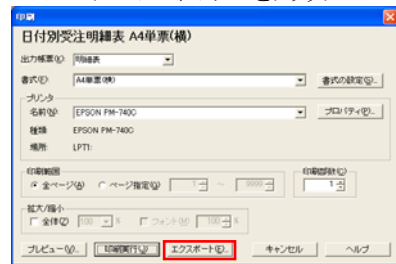 印刷
日付別受注明細表 A4単票(横)
出力帳票(K): 明細表
書式(E): A4単票(横) 書式の設定(S)...
プリンタ
名前(N): EPSON PM-740C プロパティ(P)...
種類: EPSON PM-740C
場所: LPT1:
印刷範囲 印刷部数(C)
全ページ(A) ページ指定(G) 1 ～ 9999 1
拡大/縮小
全体(Z) 100 % フォント(M) 100 %
プレビュー(V)... 印刷実行(U) エクスポート(E)... キャンセル ヘルプ